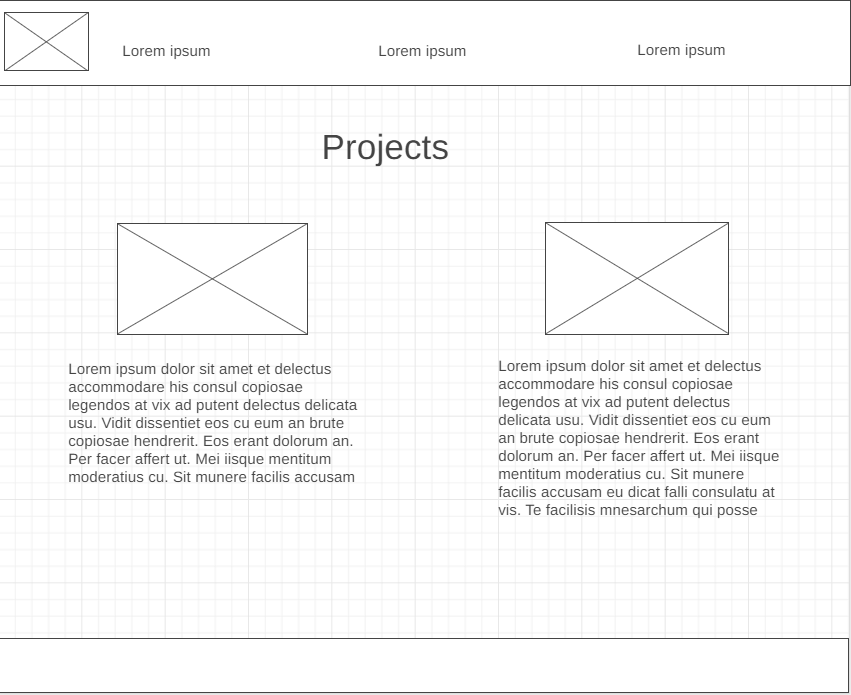 Lorem ipsum
Lorem ipsum
Lorem ipsum
Projects
Lorem ipsum dolor sit amet et delectus
accommodare his consul copiosae
legendos at vix ad putent delectus delicata
usu. Vidit dissentiet eos cu eum an brute
copiosae hendrerit. Eos erant dolorum an.
Per facer affert ut. Mei iisque mentitum
moderatius cu. Sit munere facilis accusam
Lorem ipsum dolor sit amet et delectus
accommodare his consul copiosae
legendos at vix ad putent delectus
delicata usu. Vidit dissentiet eos cu eum
an brute copiosae hendrerit. Eos erant
dolorum an. Per facer affert ut. Mei iisque
mentitum moderatius cu. Sit munere
facilis accusam eu dicat falli consulatu at
vis. Te facilisis mnesarchum qui posse